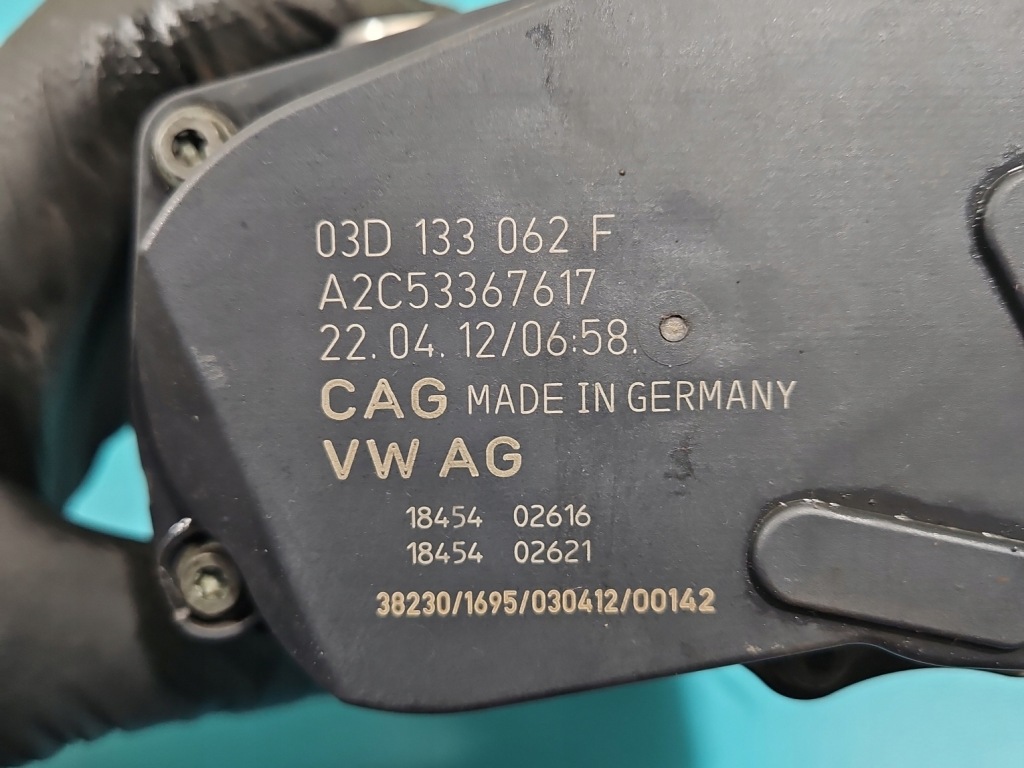 03D 133 062 F
A2C53367617
22.04.12/06:58.
CAG MADE IN GERMANY
VW AG
18454 02616
18454 02621
38230/1695/030412/00142